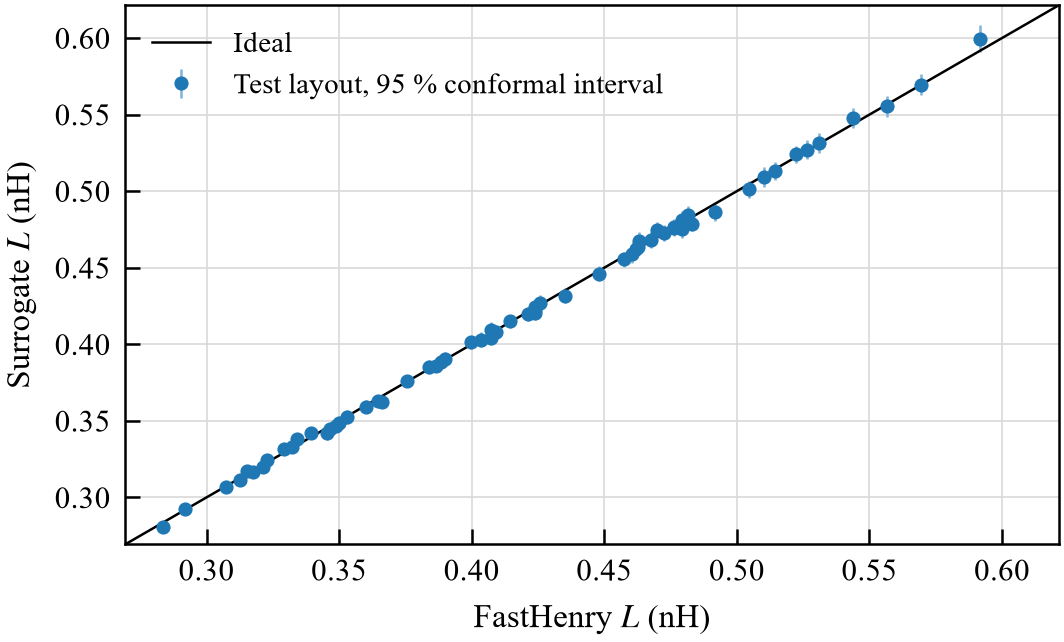 Ideal
Test layout, 95 % conformal interval
Surrogate L (nH)
0.60
0.55
0.50
0.45
0.40
0.35
0.30
0.30 0.35 0.40 0.45 0.50 0.55 0.60
FastHenry L (nH)